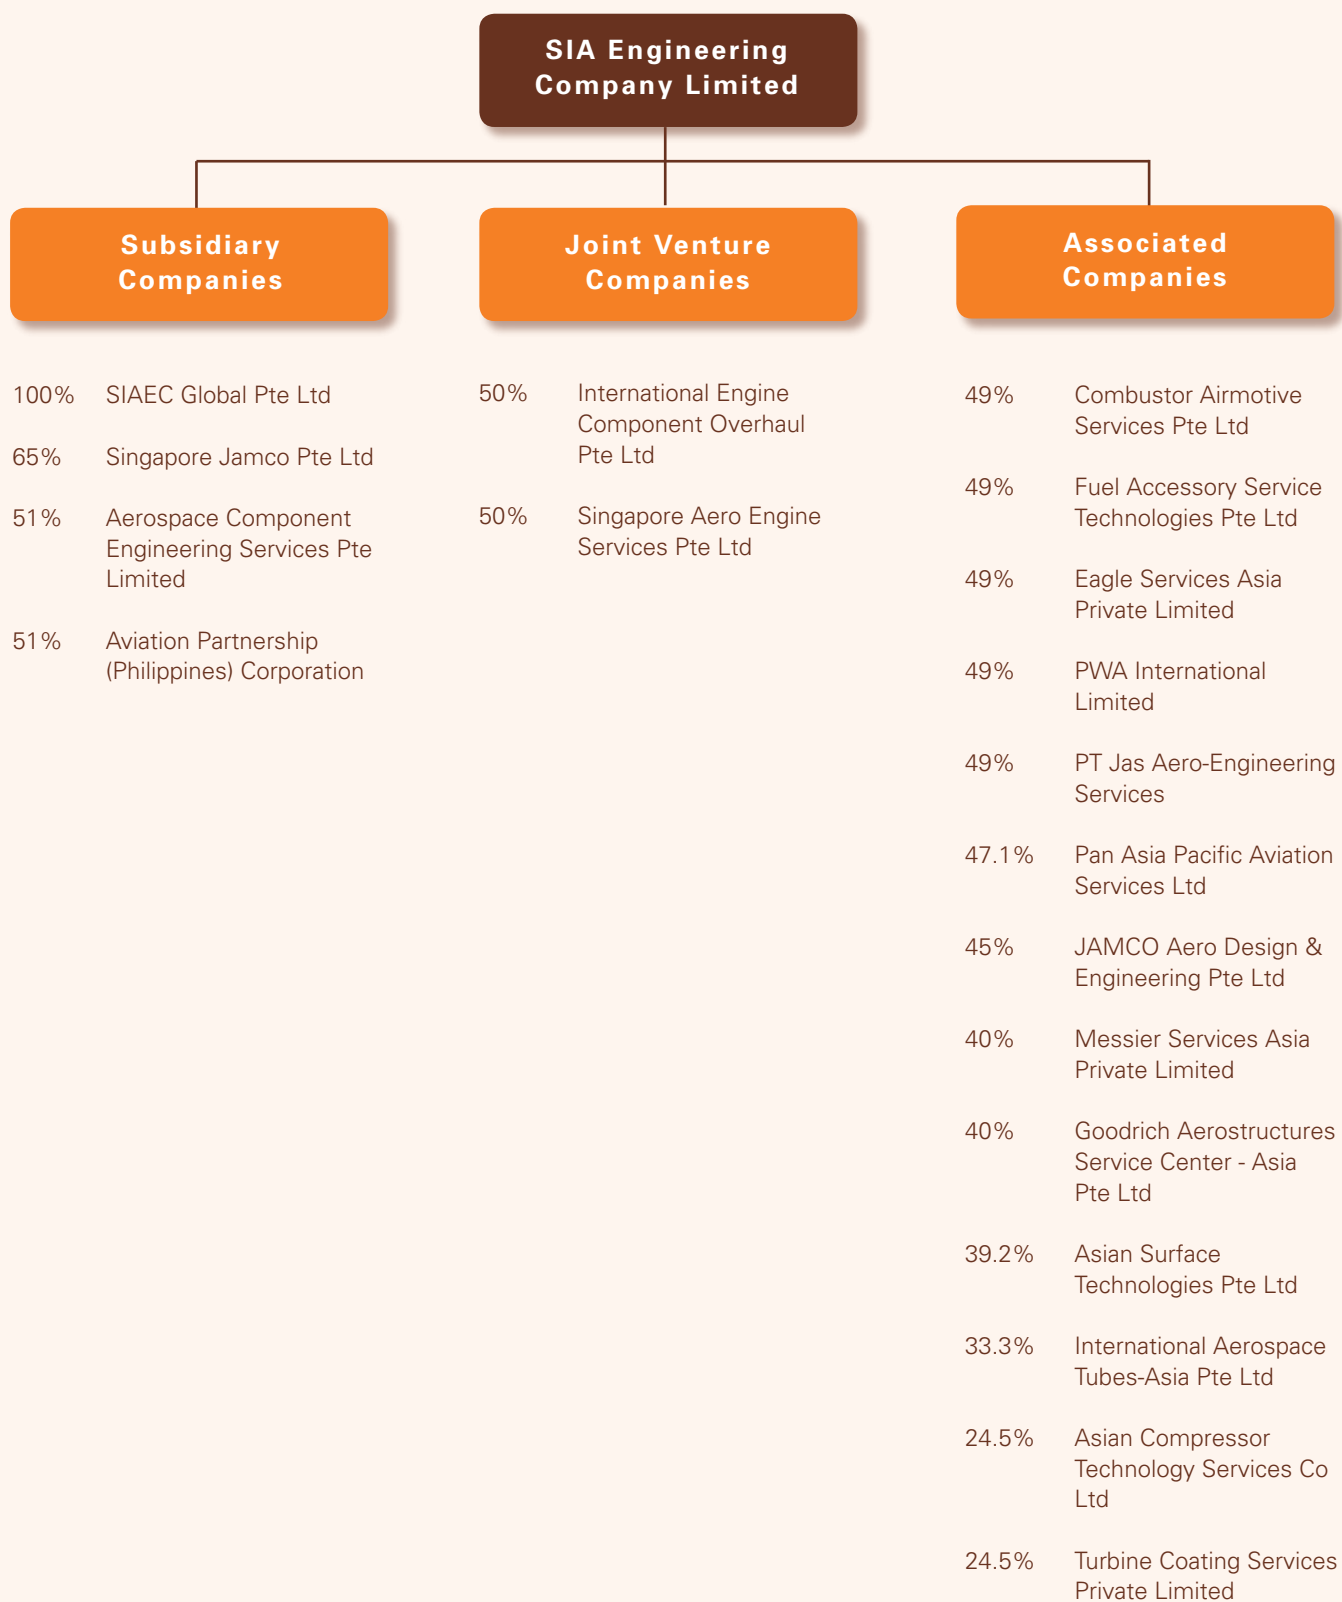 SIA Engineering
Company Limited
Subsidiary
Companies
100% SIAEC Global Pte Ltd
65% Singapore Jamco Pte Ltd
51% Aerospace Component
Engineering Services Pte
Limited
51% Aviation Partnership
(Philippines) Corporation
Joint Venture
Companies
50% International Engine
Component Overhaul
Pte Ltd
50% Singapore Aero Engine
Services Pte Ltd
Associated
Companies
49% Combustor Airmotive
Services Pte Ltd
49% Fuel Accessory Service
Technologies Pte Ltd
49% Eagle Services Asia
Private Limited
49% PWA International
Limited
49% PT Jas Aero-Engineering
Services
47.1% Pan Asia Pacific Aviation
Services Ltd
45% JAMCO Aero Design &
Engineering Pte Ltd
40% Messier Services Asia
Private Limited
40% Goodrich Aerostructures
Service Center - Asia
Pte Ltd
39.2% Asian Surface
Technologies Pte Ltd
33.3% International Aerospace
Tubes-Asia Pte Ltd
24.5% Asian Compressor
Technology Services Co
Ltd
24.5% Turbine Coating Services
Private Limited